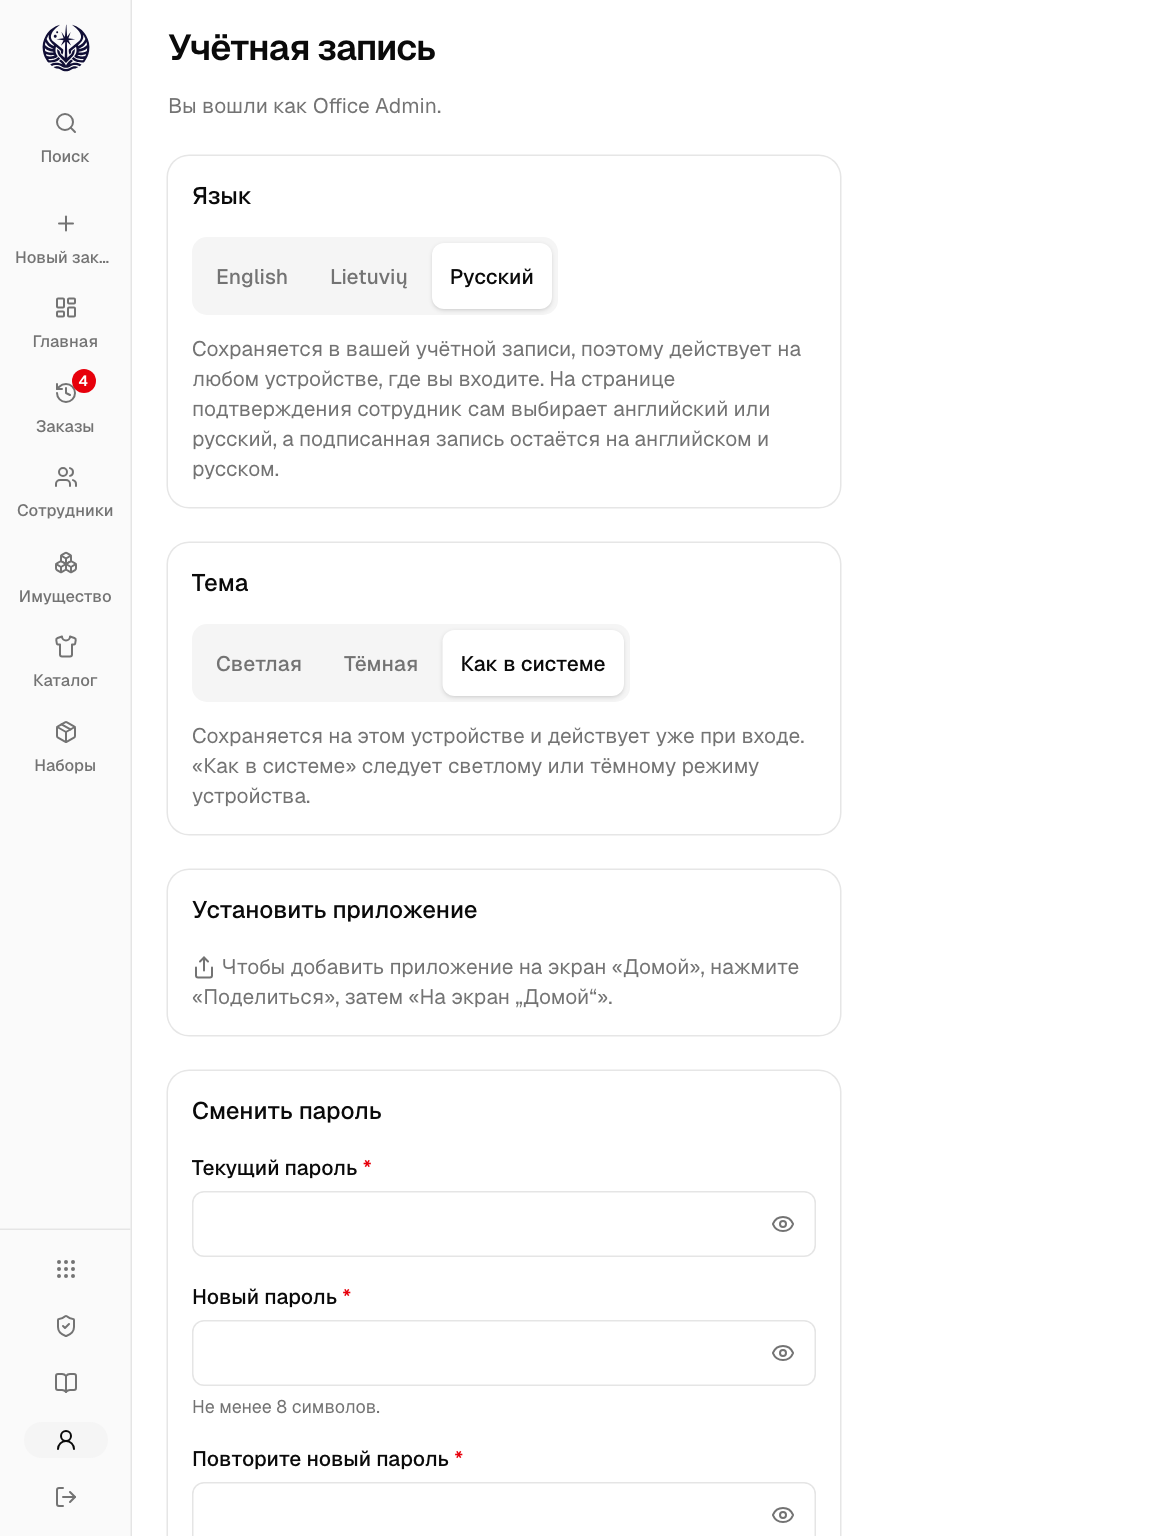 Поиск
Новый зак...
Главная
4
Заказы
Сотрудники
Имущество
Каталог
Наборы
Учётная запись
Вы вошли как Office Admin.
Язык
English
Lietuvių
Русский
Сохраняется в вашей учётной записи, поэтому действует на
любом устройстве, где вы входите. На странице
подтверждения сотрудник сам выбирает английский или
русский, а подписанная запись остаётся на английском и
русском.
Тема
Светлая
Тёмная
Как в системе
Сохраняется на этом устройстве и действует уже при входе.
«Как в системе» следует светлому или тёмному режиму
устройства.
Установить приложение
Чтобы добавить приложение на экран «Домой», нажмите
«Поделиться», затем «На экран „Домой“».
Сменить пароль
Текущий пароль *
Новый пароль *
Не менее 8 символов.
Повторите новый пароль *